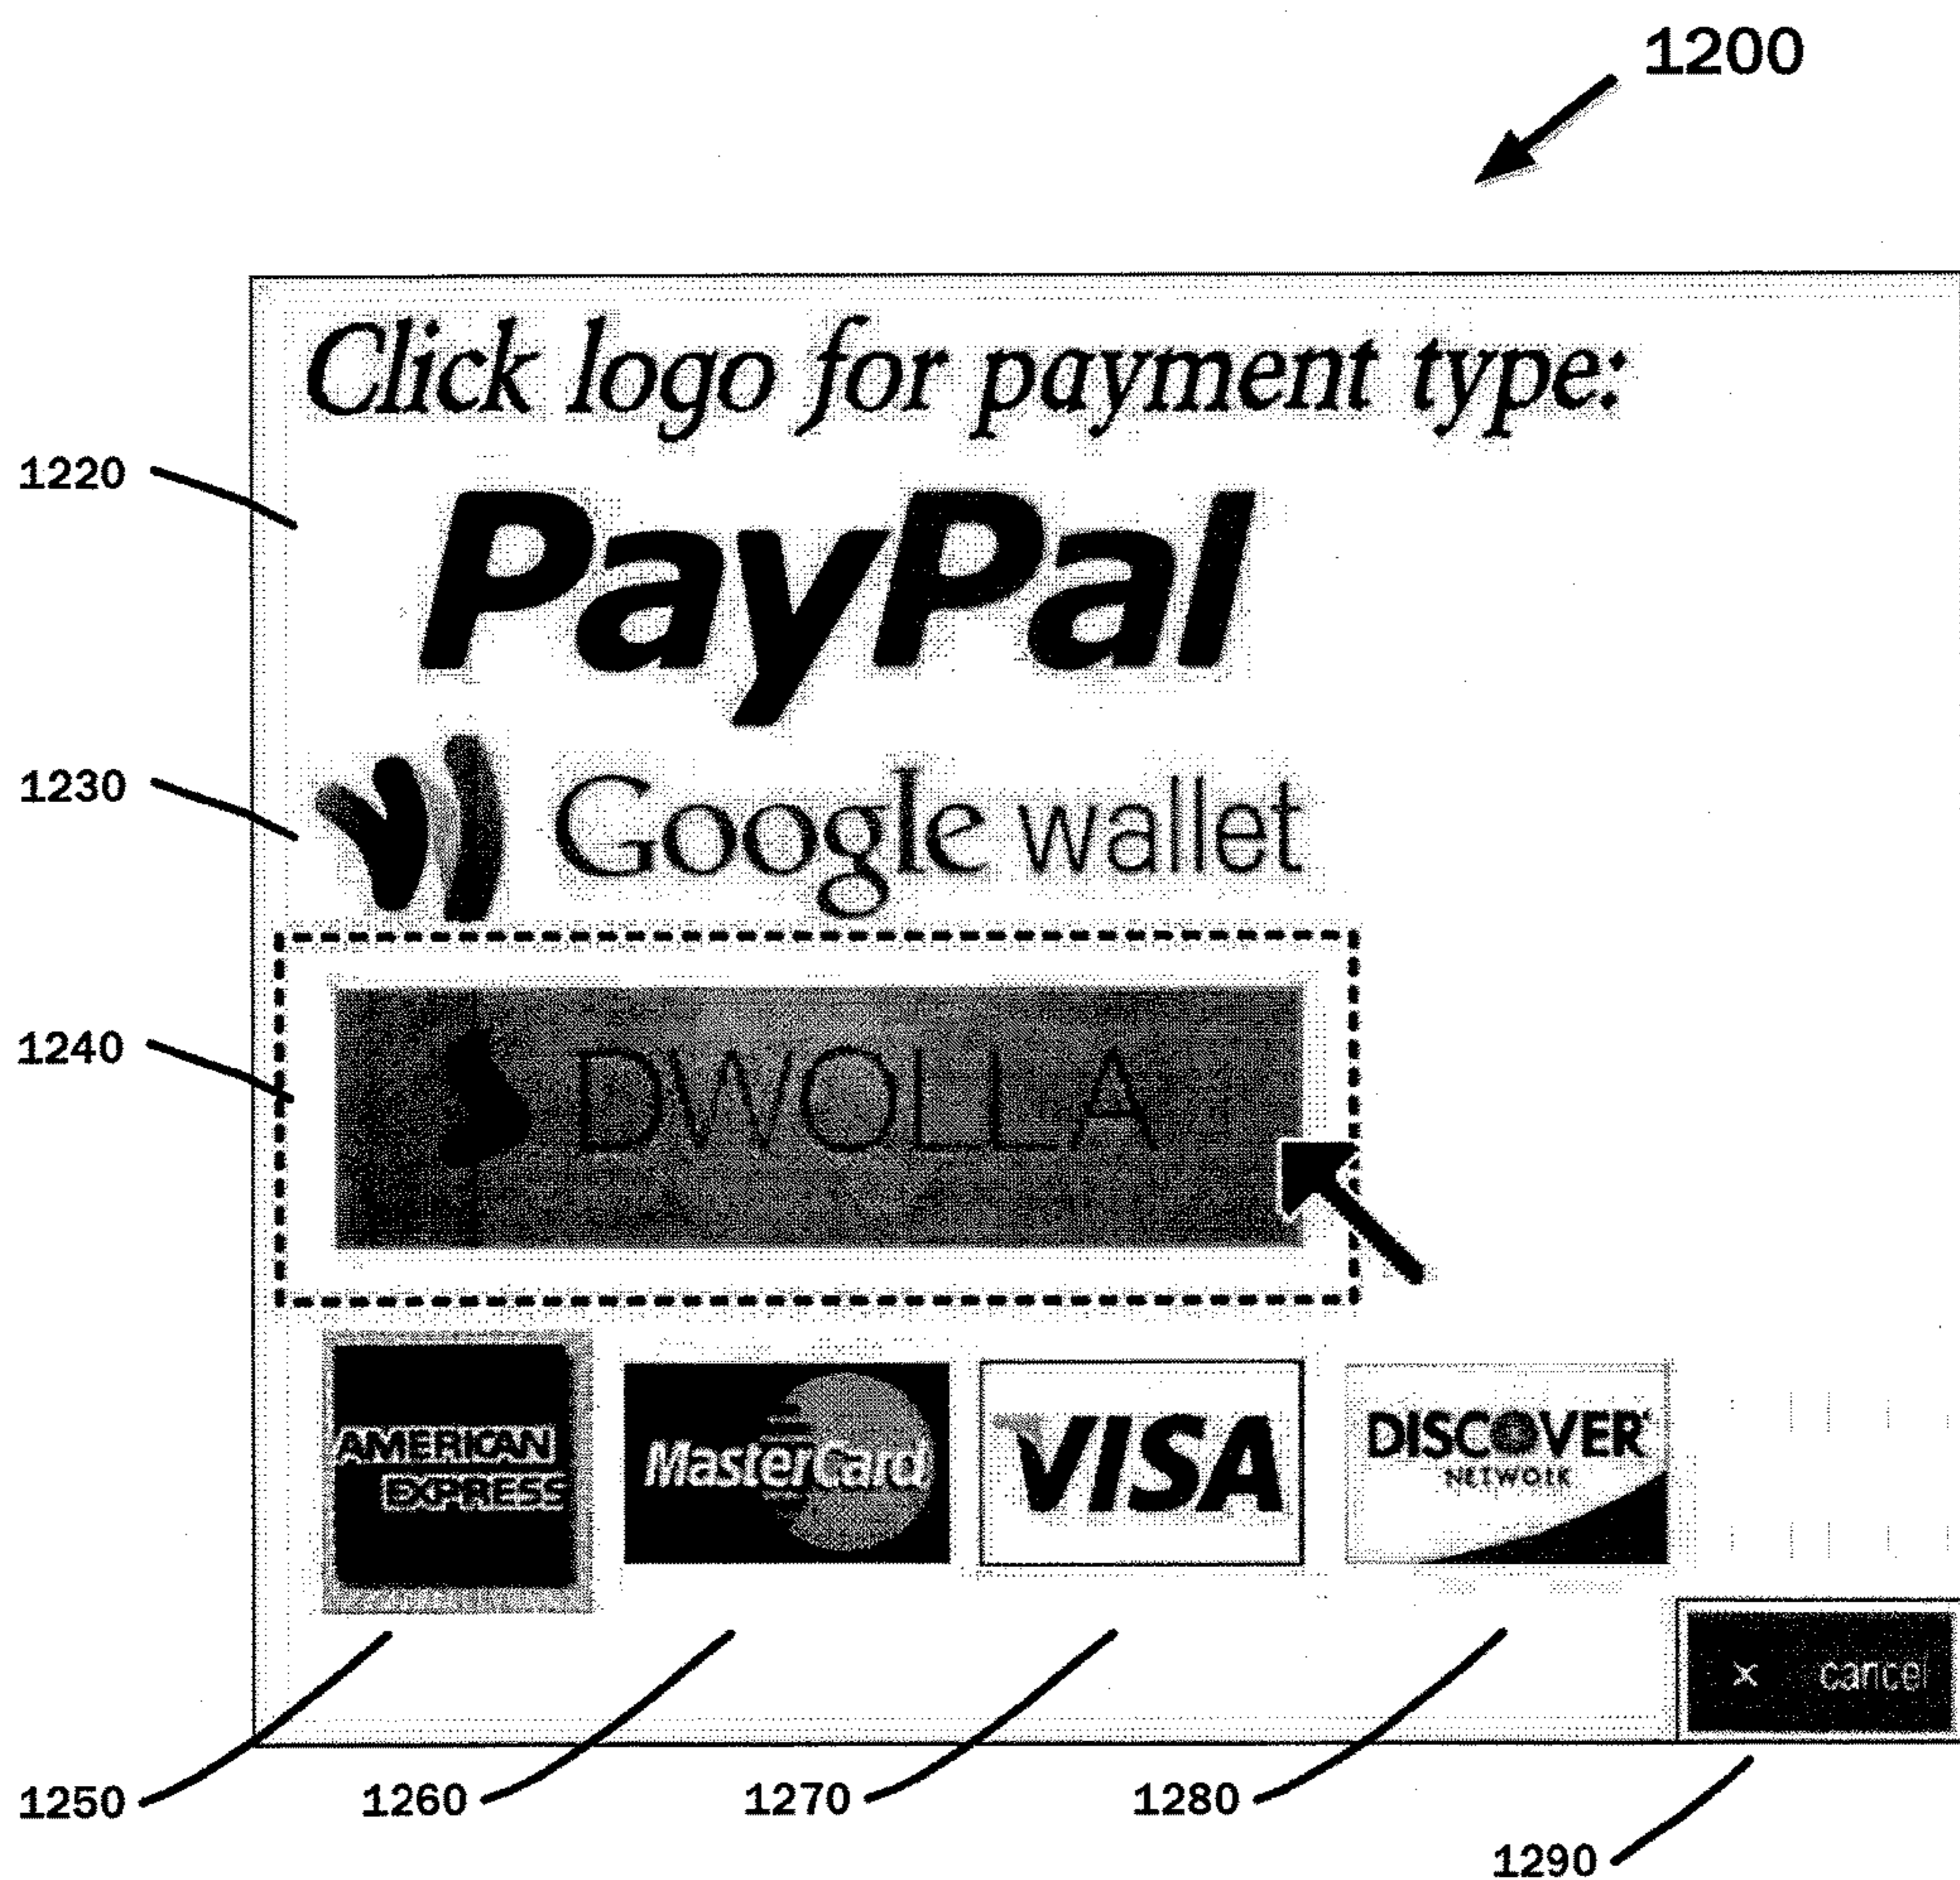 1200
Click logo for payment type:
1220
PayPal
1230
Google wallet
1240
DWOLLA
AMERICAN
EXPRESS
MasterCard
VISA
DISCOVER
NETWORK
x cancel
1250
1260
1270
1280
1290